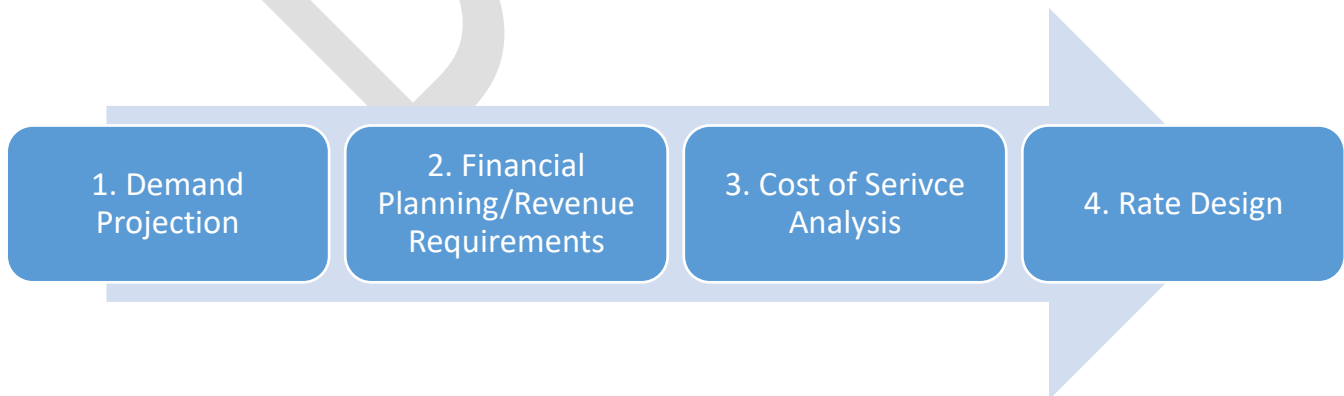 1. Demand
Projection
2. Financial
Planning/Revenue
Requirements
3. Cost of Serivce
Analysis
4. Rate Design